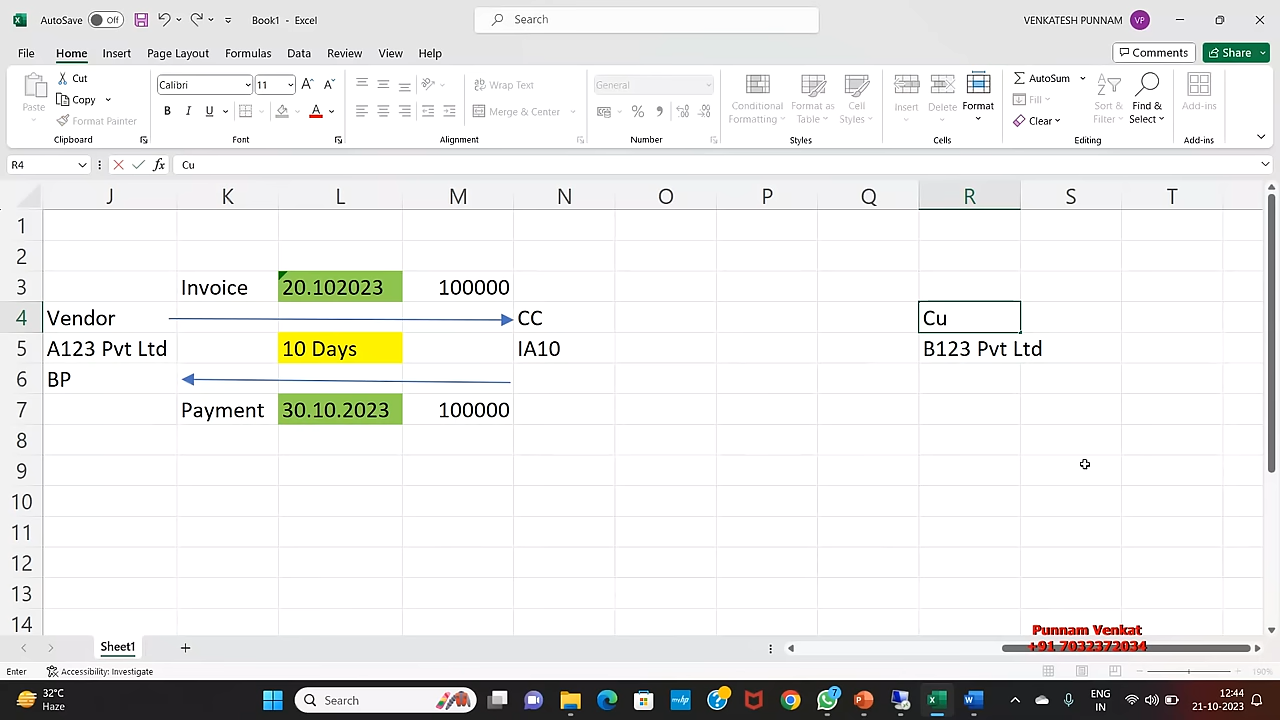 AutoSave Off Book1 - Excel Search VENKATESH PUNNAM VP
File Home Insert Page Layout Formulas Data Review View Help Comments Share
Paste Cut Copy Format Painter Clipboard
Calibri 11 A A B I U A Font
Wrap Text Merge & Center Alignment
General % Number
Conditional Formatting Format Table Styles Styles
Insert Delete Format Cells
AutoSum Fill Clear Sort & Filter Find & Select Editing
Add-ins Add-ins
R4 fx Cu
J K L M N O P Q R S T
1
2
3 Invoice 20.102023 100000
4 Vendor CC Cu
5 A123 Pvt Ltd 10 Days IA10 B123 Pvt Ltd
6 BP
7 Payment 30.10.2023 100000
8
9
10
11
12
13
14
Punnam Venkat
+91 7032372034
Sheet1
Enter Accessibility: Investigate 190%
32°C
Haze
Search
7
ENG
IN
12:44
21-10-2023